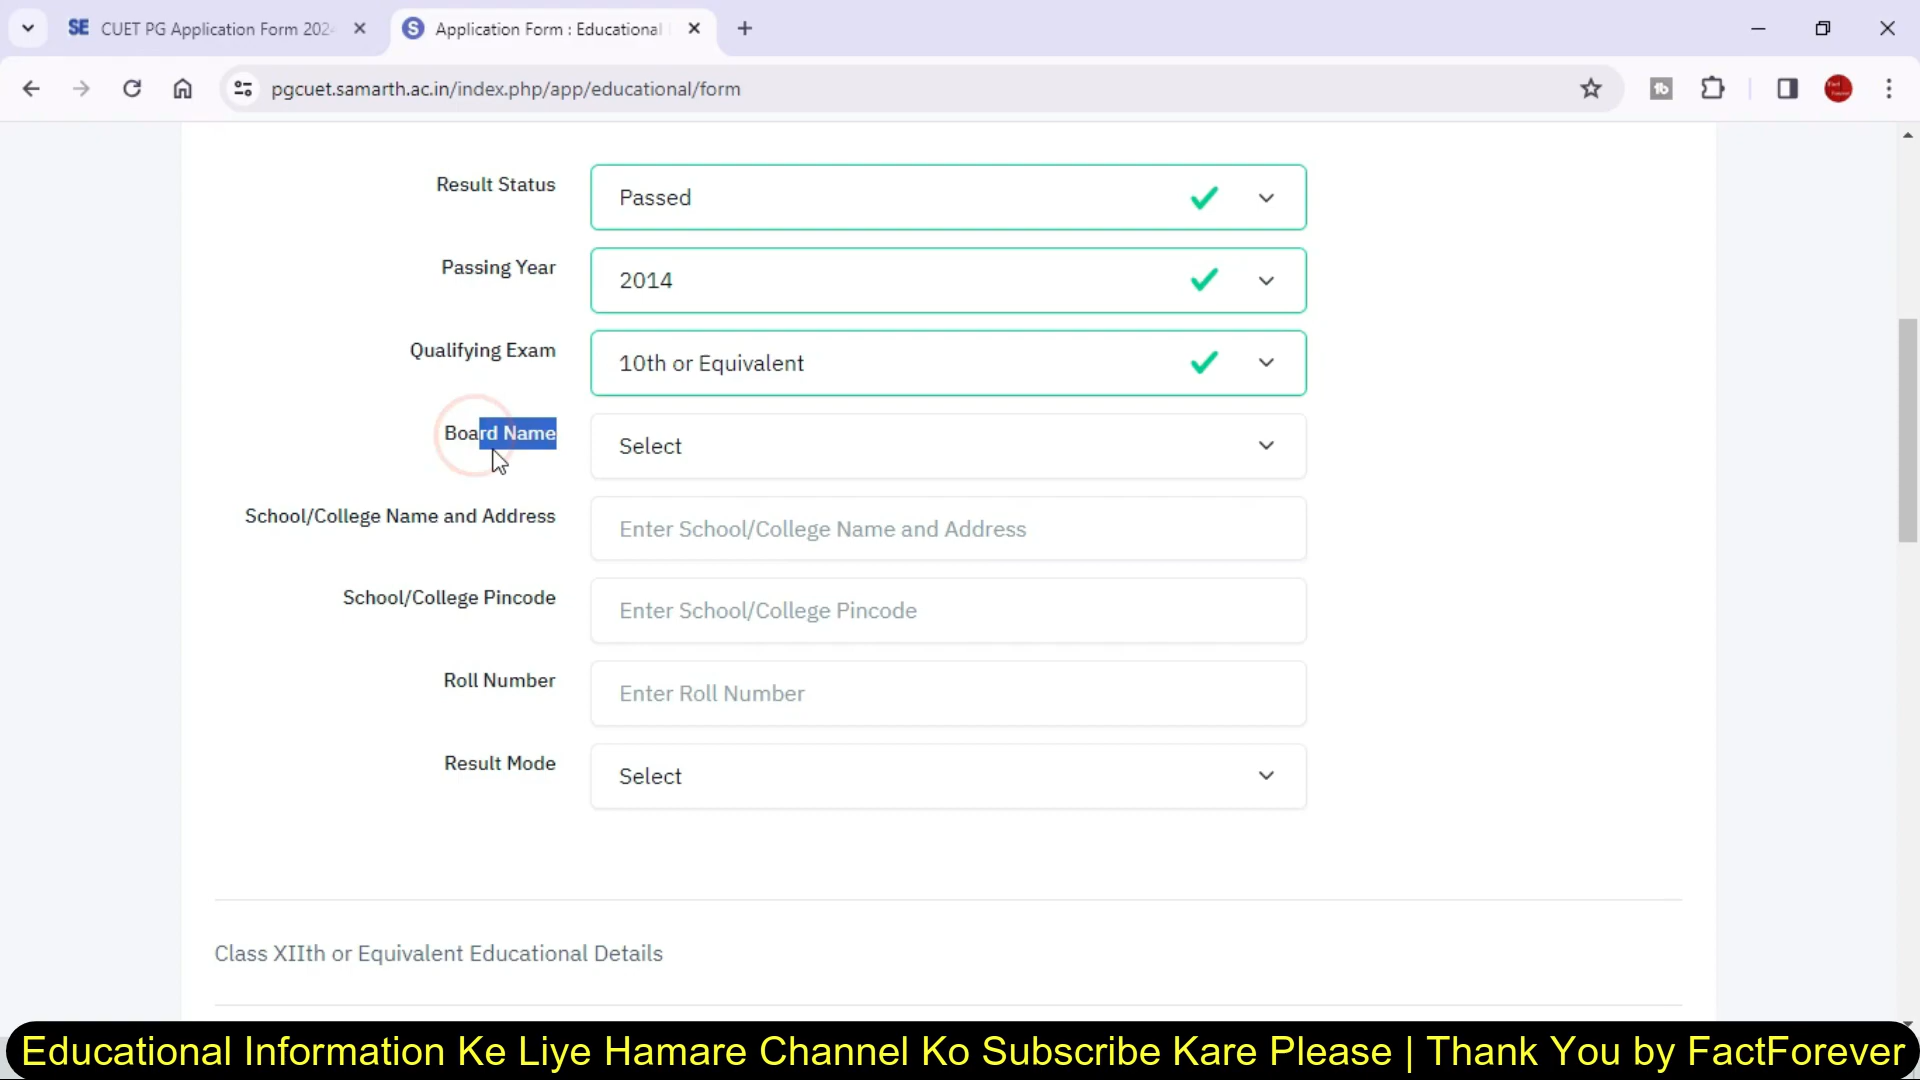 SE CUET PG Application Form 202
S Application Form : Educational
pgcuet.samarth.ac.in/index.php/app/educational/form
Result Status
Passed
Passing Year
2014
Qualifying Exam
10th or Equivalent
Board Name
Select
School/College Name and Address
Enter School/College Name and Address
School/College Pincode
Enter School/College Pincode
Roll Number
Enter Roll Number
Result Mode
Select
Class XIIth or Equivalent Educational Details
Educational Information Ke Liye Hamare Channel Ko Subscribe Kare Please | Thank You by FactForever